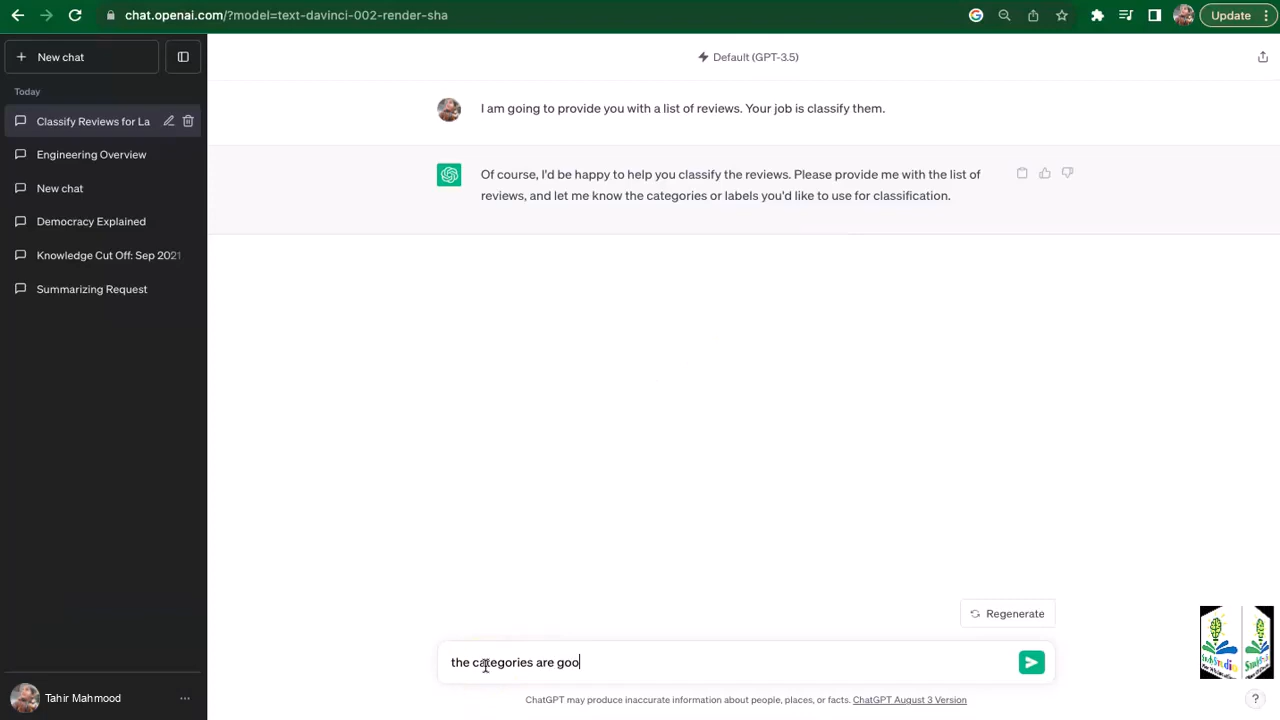 chat.openai.com/?model=text-davinci-002-render-sha
Update
New chat
Default (GPT-3.5)
Today
Classify Reviews for La
Engineering Overview
New chat
Democracy Explained
Knowledge Cut Off: Sep 2021
Summarizing Request
I am going to provide you with a list of reviews. Your job is classify them.
Of course, I'd be happy to help you classify the reviews. Please provide me with the list of
reviews, and let me know the categories or labels you'd like to use for classification.
Regenerate
the categories are goo
Tahir Mahmood
ChatGPT may produce inaccurate information about people, places, or facts. ChatGPT August 3 Version
?